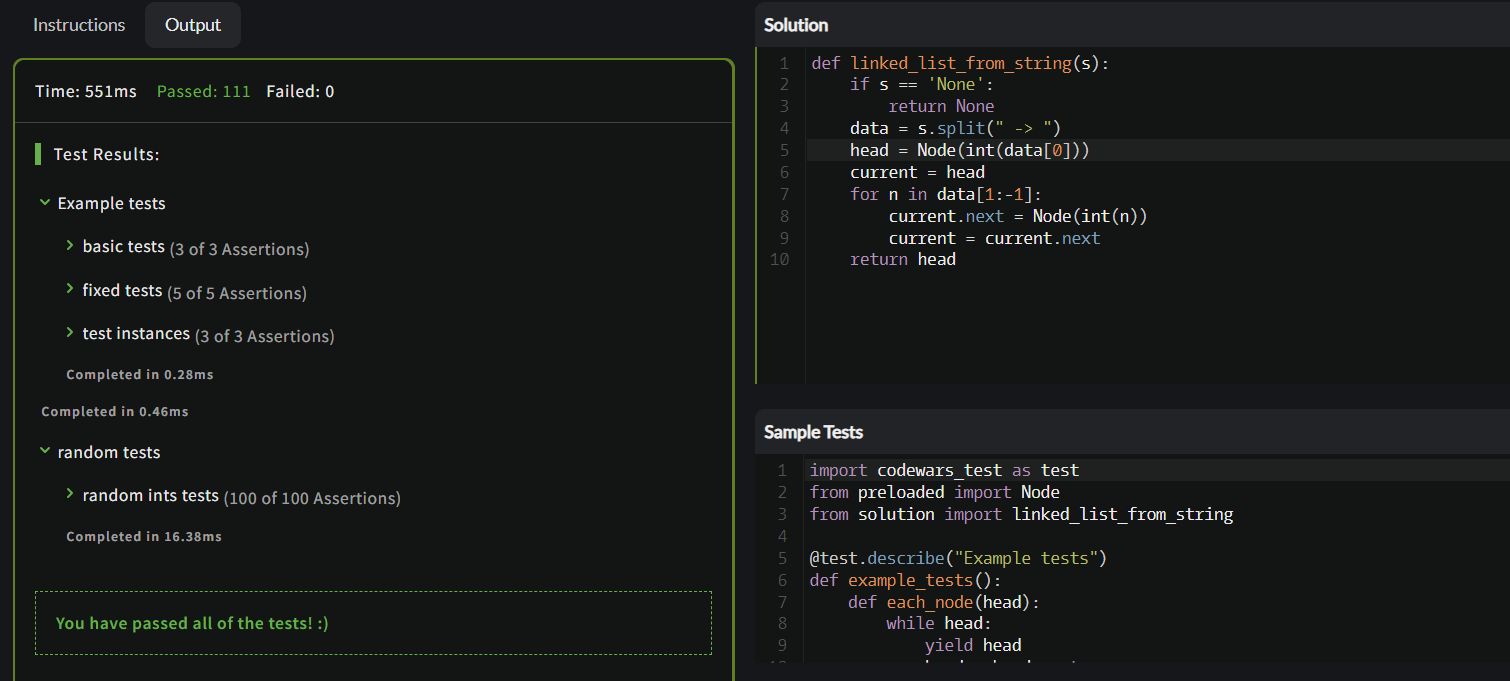 Instructions
Output
Time: 551ms Passed: 111 Failed: 0
Test Results:
Example tests
basic tests (3 of 3 Assertions)
fixed tests (5 of 5 Assertions)
test instances (3 of 3 Assertions)
Completed in 0.28ms
Completed in 0.46ms
random tests
random ints tests (100 of 100 Assertions)
Completed in 16.38ms
You have passed all of the tests! :)
Solution
1 def linked_list_from_string(s):
2     if s == 'None':
3         return None
4     data = s.split(" -> ")
5     head = Node(int(data[0]))
6     current = head
7     for n in data[1:-1]:
8         current.next = Node(int(n))
9         current = current.next
10     return head
Sample Tests
1 import codewars_test as test
2 from preloaded import Node
3 from solution import linked_list_from_string
4
5 @test.describe("Example tests")
6 def example_tests():
7     def each_node(head):
8         while head:
9             yield head